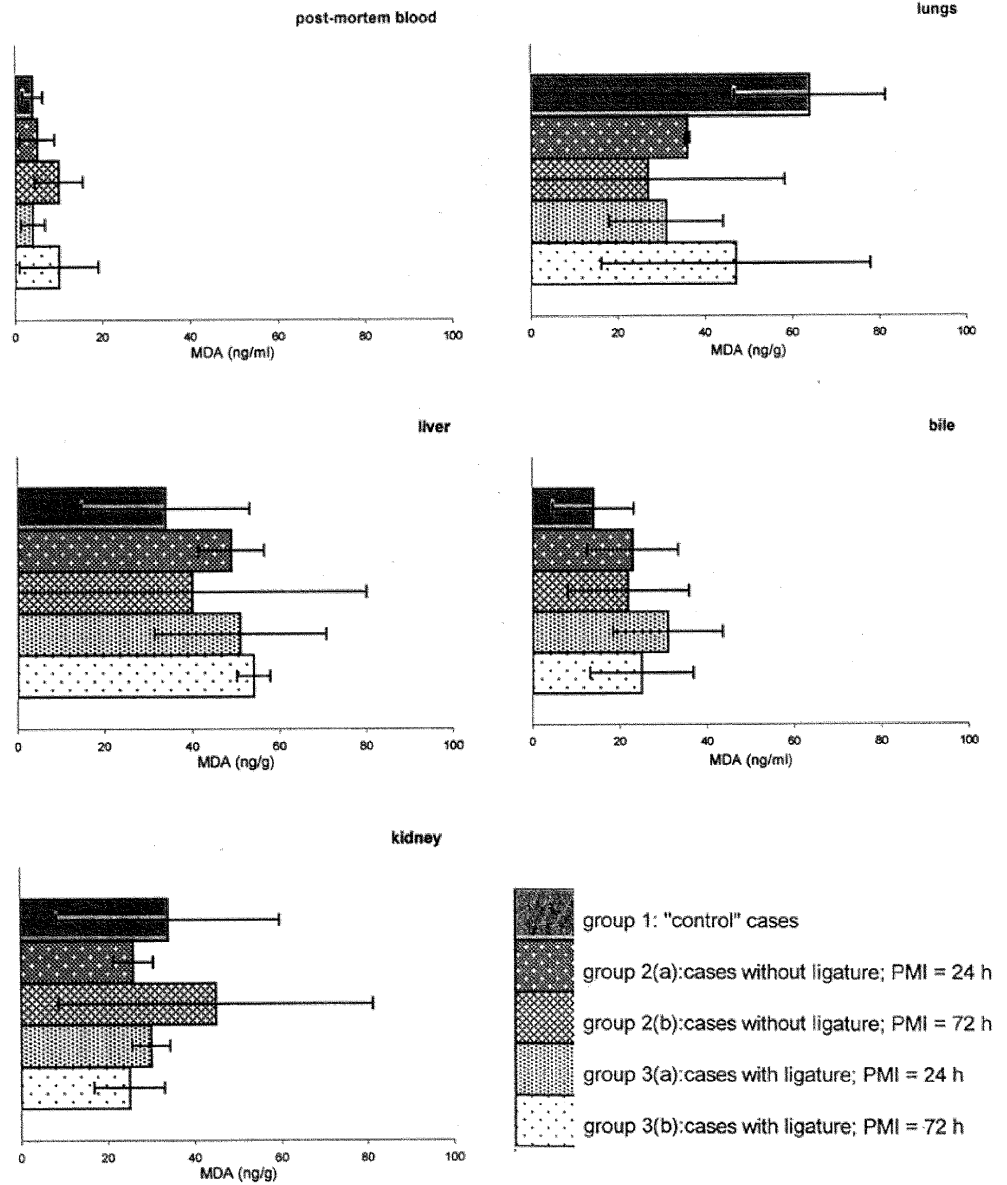 post-mortem blood
0 20 40 60 80 100
MDA (ng/ml)
lungs
0 20 40 60 80 100
MDA (ng/g)
liver
0 20 40 60 80 100
MDA (ng/g)
bile
0 20 40 60 80 100
MDA (ng/ml)
kidney
0 20 40 60 80 100
MDA (ng/g)
group 1: "control" cases
group 2(a):cases without ligature; PMI = 24 h
group 2(b):cases without ligature; PMI = 72 h
group 3(a):cases with ligature; PMI = 24 h
group 3(b):cases with ligature; PMI = 72 h